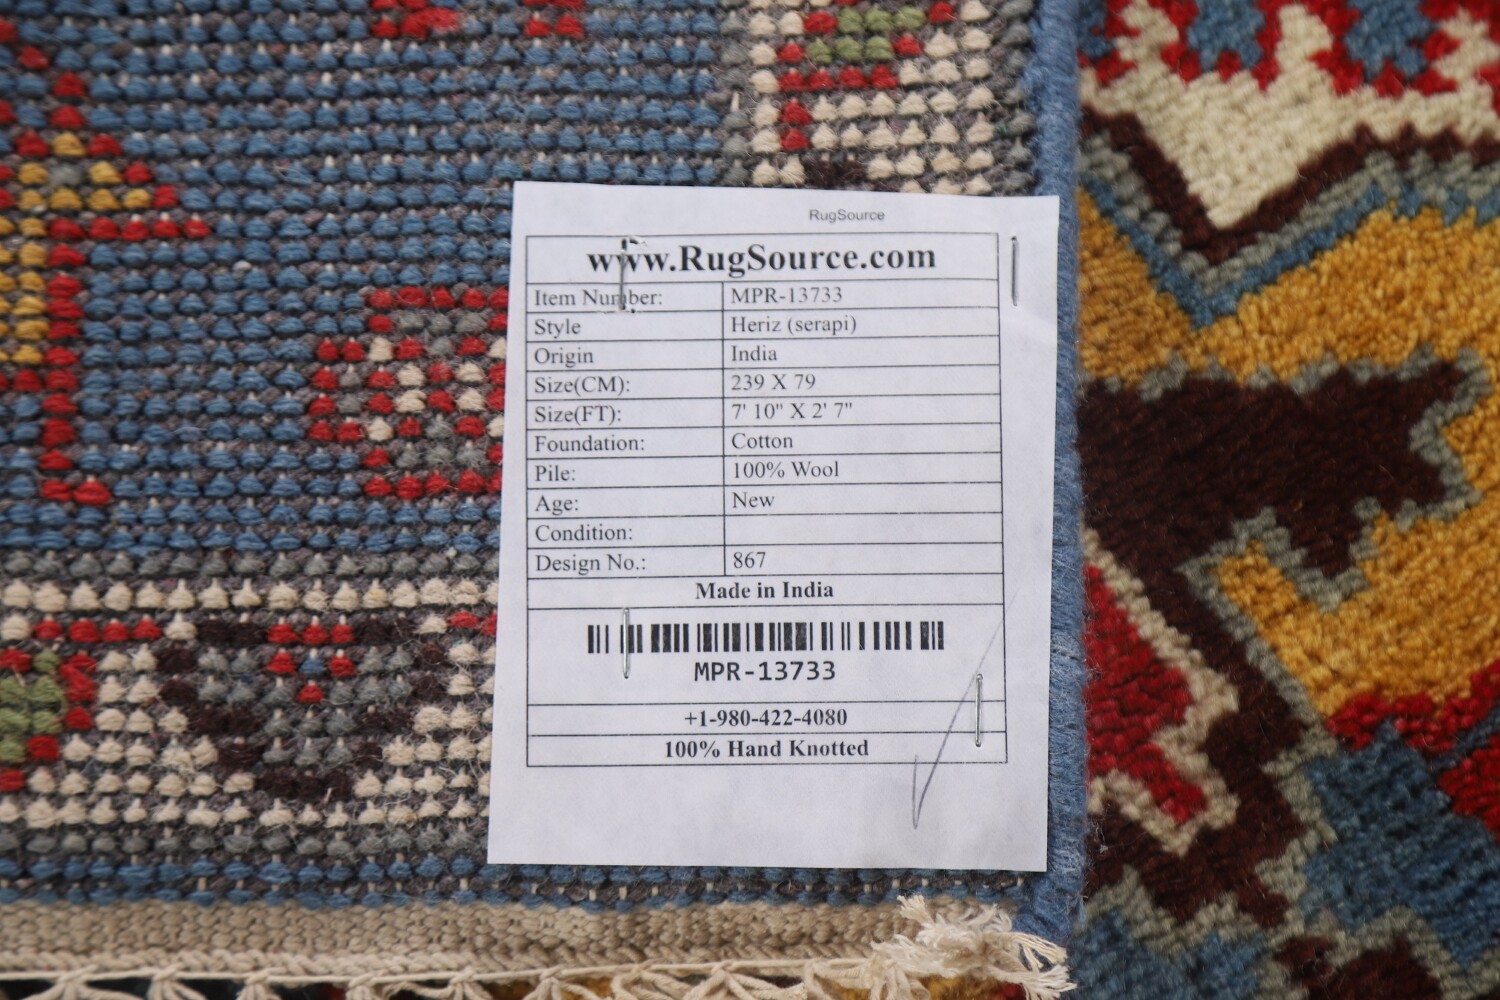 RugSource
www.RugSource.com
Item Number: MPR-13733
Style Heriz (serapi)
Origin India
Size(CM): 239 X 79
Size(FT): 7' 10" X 2' 7"
Foundation: Cotton
Pile: 100% Wool
Age: New
Condition:
Design No.: 867
Made in India
MPR-13733
+1-980-422-4080
100% Hand Knotted